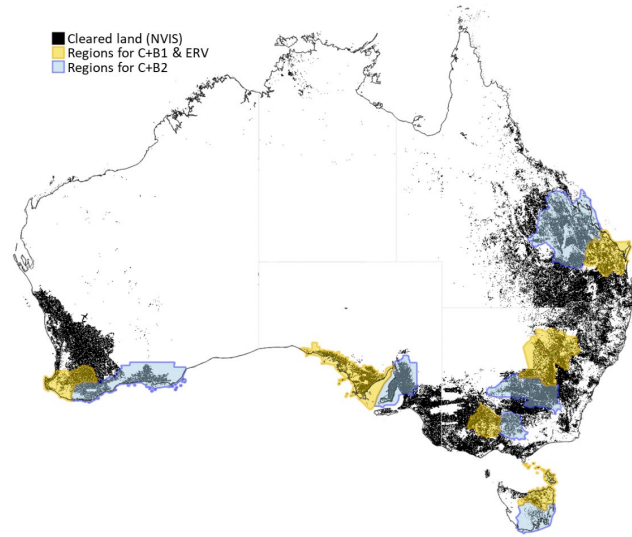 Cleared land (NVIS)
Regions for C+B1 & ERV
Regions for C+B2